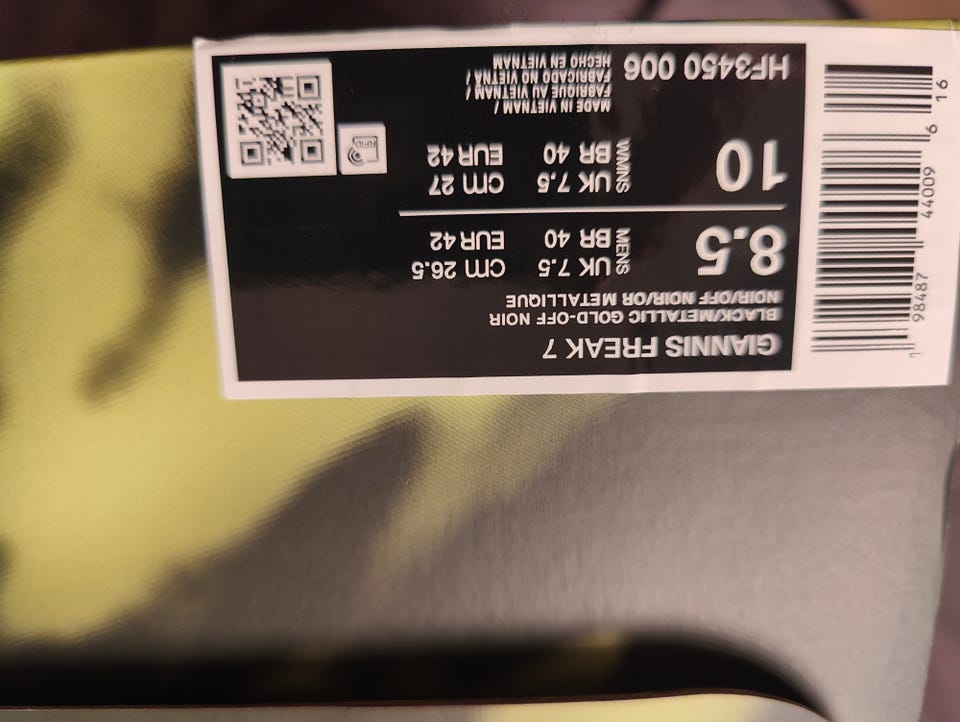 GIANNIS FREAK 7
BLACK/METALLIC GOLD-OFF NOIR
NOIR/OFF NOIR/OR METALLIQUE
8.5 MENS UK 7.5 cm 26.5
BR 40 EUR 42
10 WMNS UK 7.5 cm 27
BR 40 EUR 42
HF3450 006
MADE IN VIETNAM /
FABRIQUE AU VIETNAM /
FABRICADO NO VIETNA /
HECHO EN VIETNAM
RFID
1 98487 44009 6 16